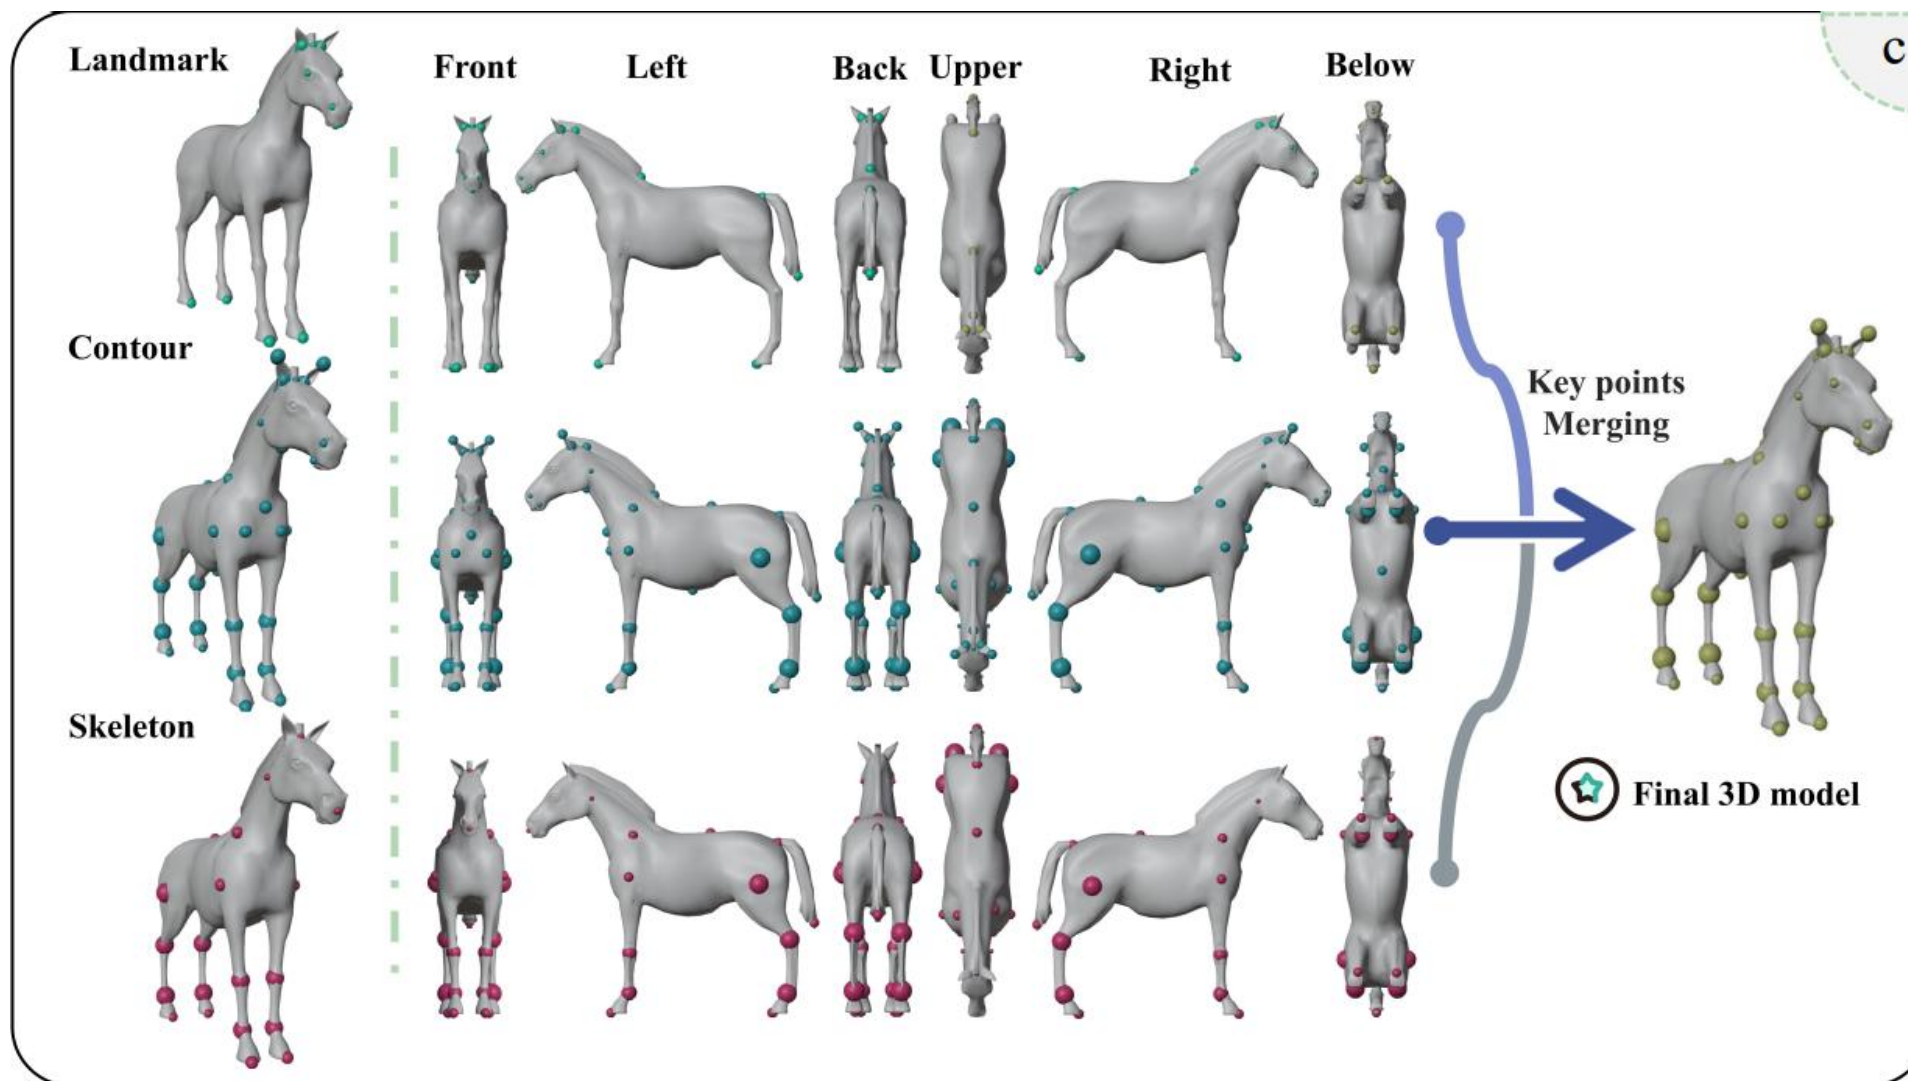 Landmark
Front
Left
Back
Upper
Right
Below
C
Contour
Key points
Merging
Skeleton
Final 3D model